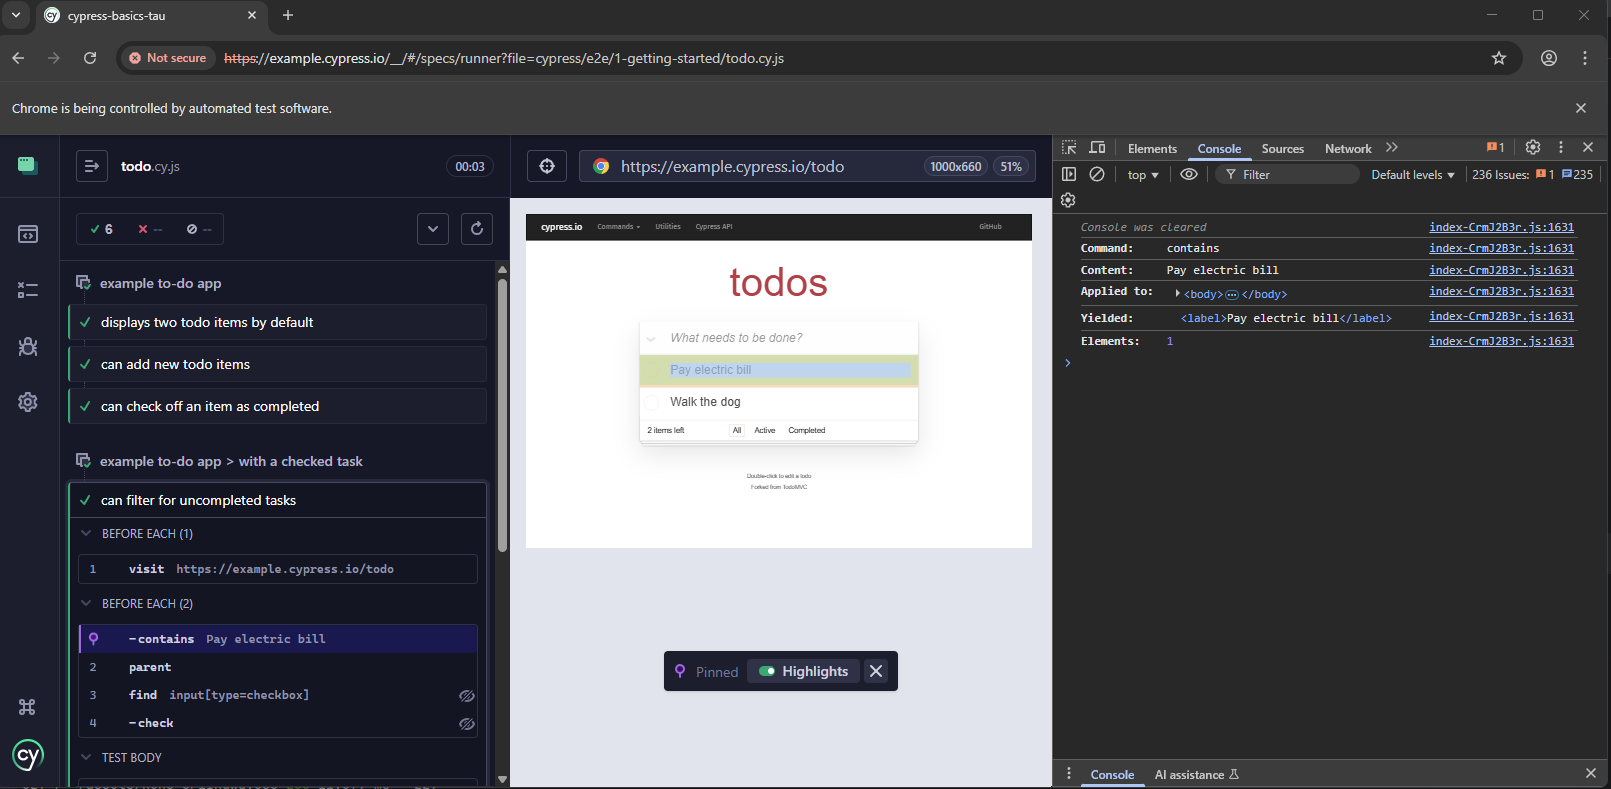 cypress-basics-tau
Not secure
https://example.cypress.io/__/#/specs/runner?file=cypress/e2e/1-getting-started/todo.cy.js
Chrome is being controlled by automated test software.
todo.cy.js
00:03
6 -- --
example to-do app
displays two todo items by default
can add new todo items
can check off an item as completed
example to-do app > with a checked task
can filter for uncompleted tasks
BEFORE EACH (1)
1 visit https://example.cypress.io/todo
BEFORE EACH (2)
-contains Pay electric bill
2 parent
3 find input[type=checkbox]
4 -check
TEST BODY
cy
https://example.cypress.io/todo 1000x660 51%
cypress.io Commands Utilities Cypress API GitHub
todos
What needs to be done?
Pay electric bill
Walk the dog
2 items left All Active Completed
Double-click to edit a todo
Forked from TodoMVC
Pinned Highlights
Elements Console Sources Network 1
top Filter Default levels 236 Issues: 1 235
Console was cleared index-CrmJ2B3r.js:1631
Command: contains index-CrmJ2B3r.js:1631
Content: Pay electric bill index-CrmJ2B3r.js:1631
Applied to: <body>…</body> index-CrmJ2B3r.js:1631
Yielded: <label>Pay electric bill</label> index-CrmJ2B3r.js:1631
Elements: 1 index-CrmJ2B3r.js:1631
Console AI assistance